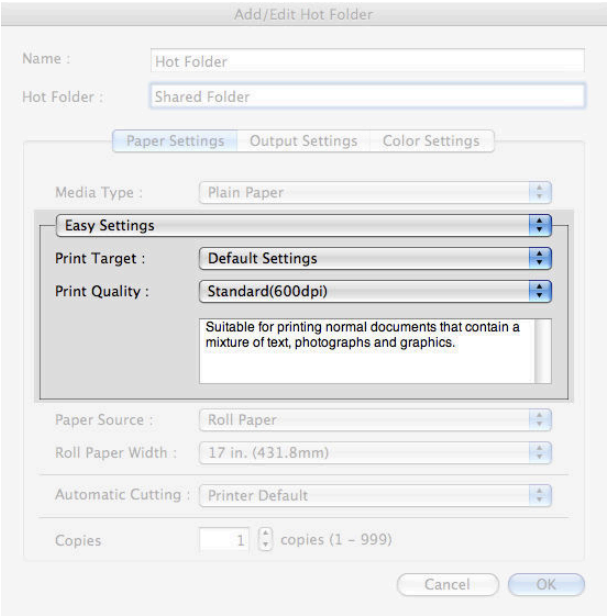 Add/Edit Hot Folder
Name : Hot Folder
Hot Folder : Shared Folder
Paper Settings Output Settings Color Settings
Media Type : Plain Paper
Easy Settings
Print Target : Default Settings
Print Quality : Standard(600dpi)
Suitable for printing normal documents that contain a
mixture of text, photographs and graphics.
Paper Source : Roll Paper
Roll Paper Width : 17 in. (431.8mm)
Automatic Cutting : Printer Default
Copies 1 copies (1 – 999)
Cancel OK